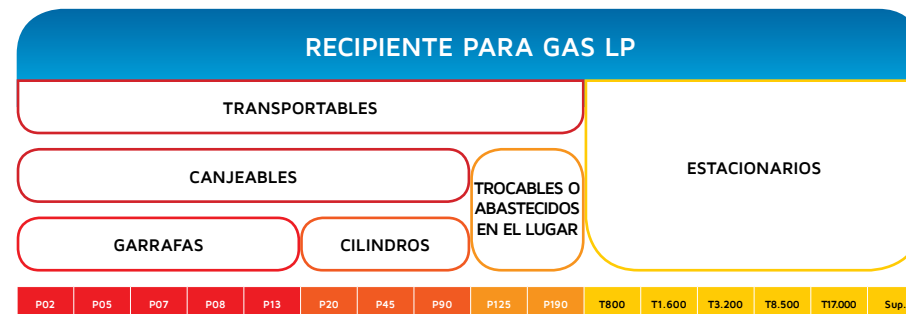 RECIPIENTE PARA GAS LP
TRANSPORTABLES
ESTACIONARIOS
CANJEABLES
TROCABLES O
ABASTECIDOS
EN EL LUGAR
GARRAFAS
CILINDROS
P02 P05 P07 P08 P13 P20 P45 P90 P125 P190 T800 T1.600 T3.200 T8.500 T17.000 Sup.